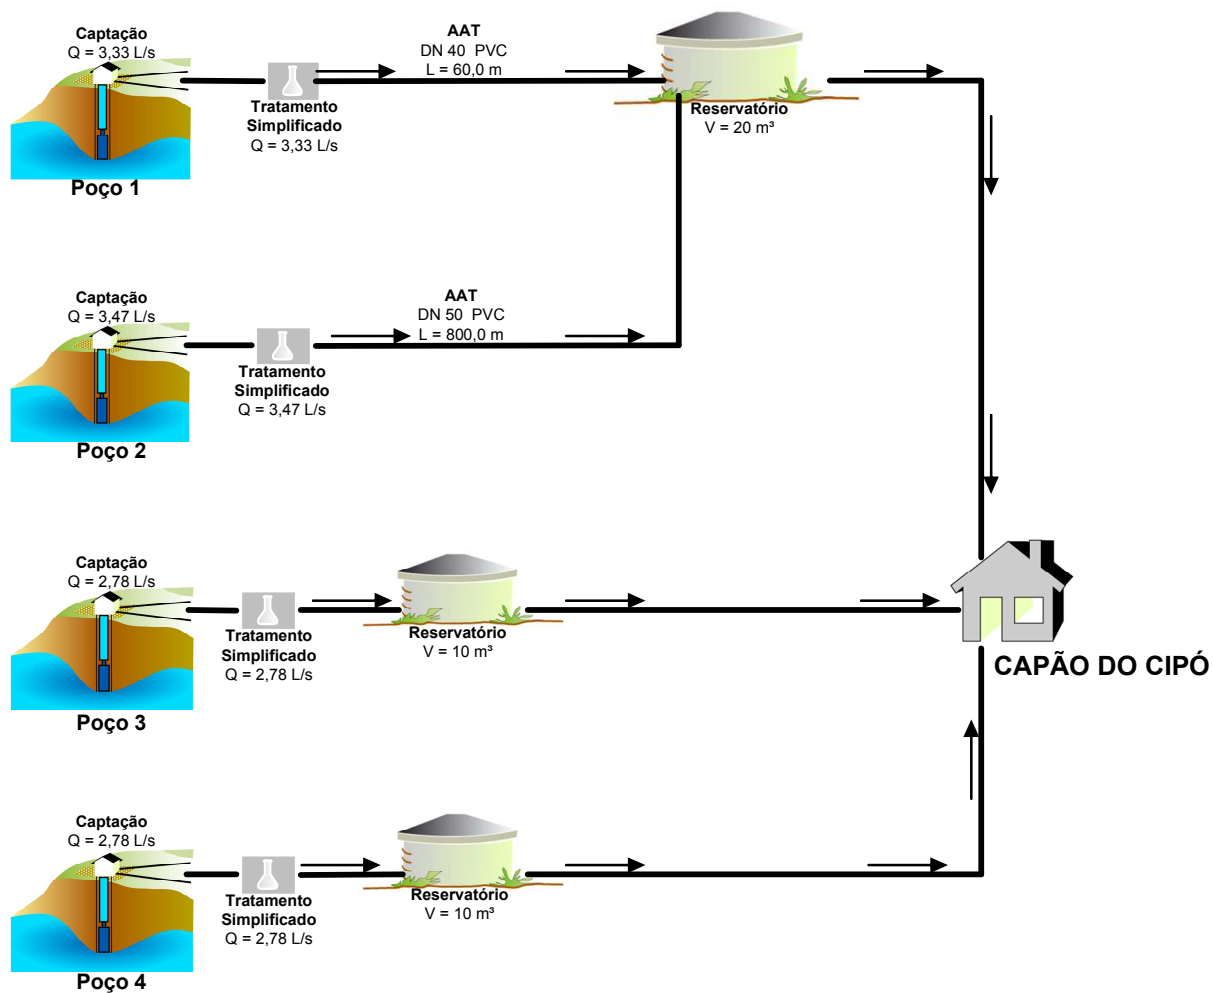 Captação
Q = 3,33 L/s
Poço 1
Tratamento
Simplificado
Q = 3,33 L/s
AAT
DN 40 PVC
L = 60,0 m
Reservatório
V = 20 m³
Captação
Q = 3,47 L/s
Poço 2
Tratamento
Simplificado
Q = 3,47 L/s
AAT
DN 50 PVC
L = 800,0 m
Captação
Q = 2,78 L/s
Poço 3
Tratamento
Simplificado
Q = 2,78 L/s
Reservatório
V = 10 m³
CAPÃO DO CIPÓ
Captação
Q = 2,78 L/s
Poço 4
Tratamento
Simplificado
Q = 2,78 L/s
Reservatório
V = 10 m³